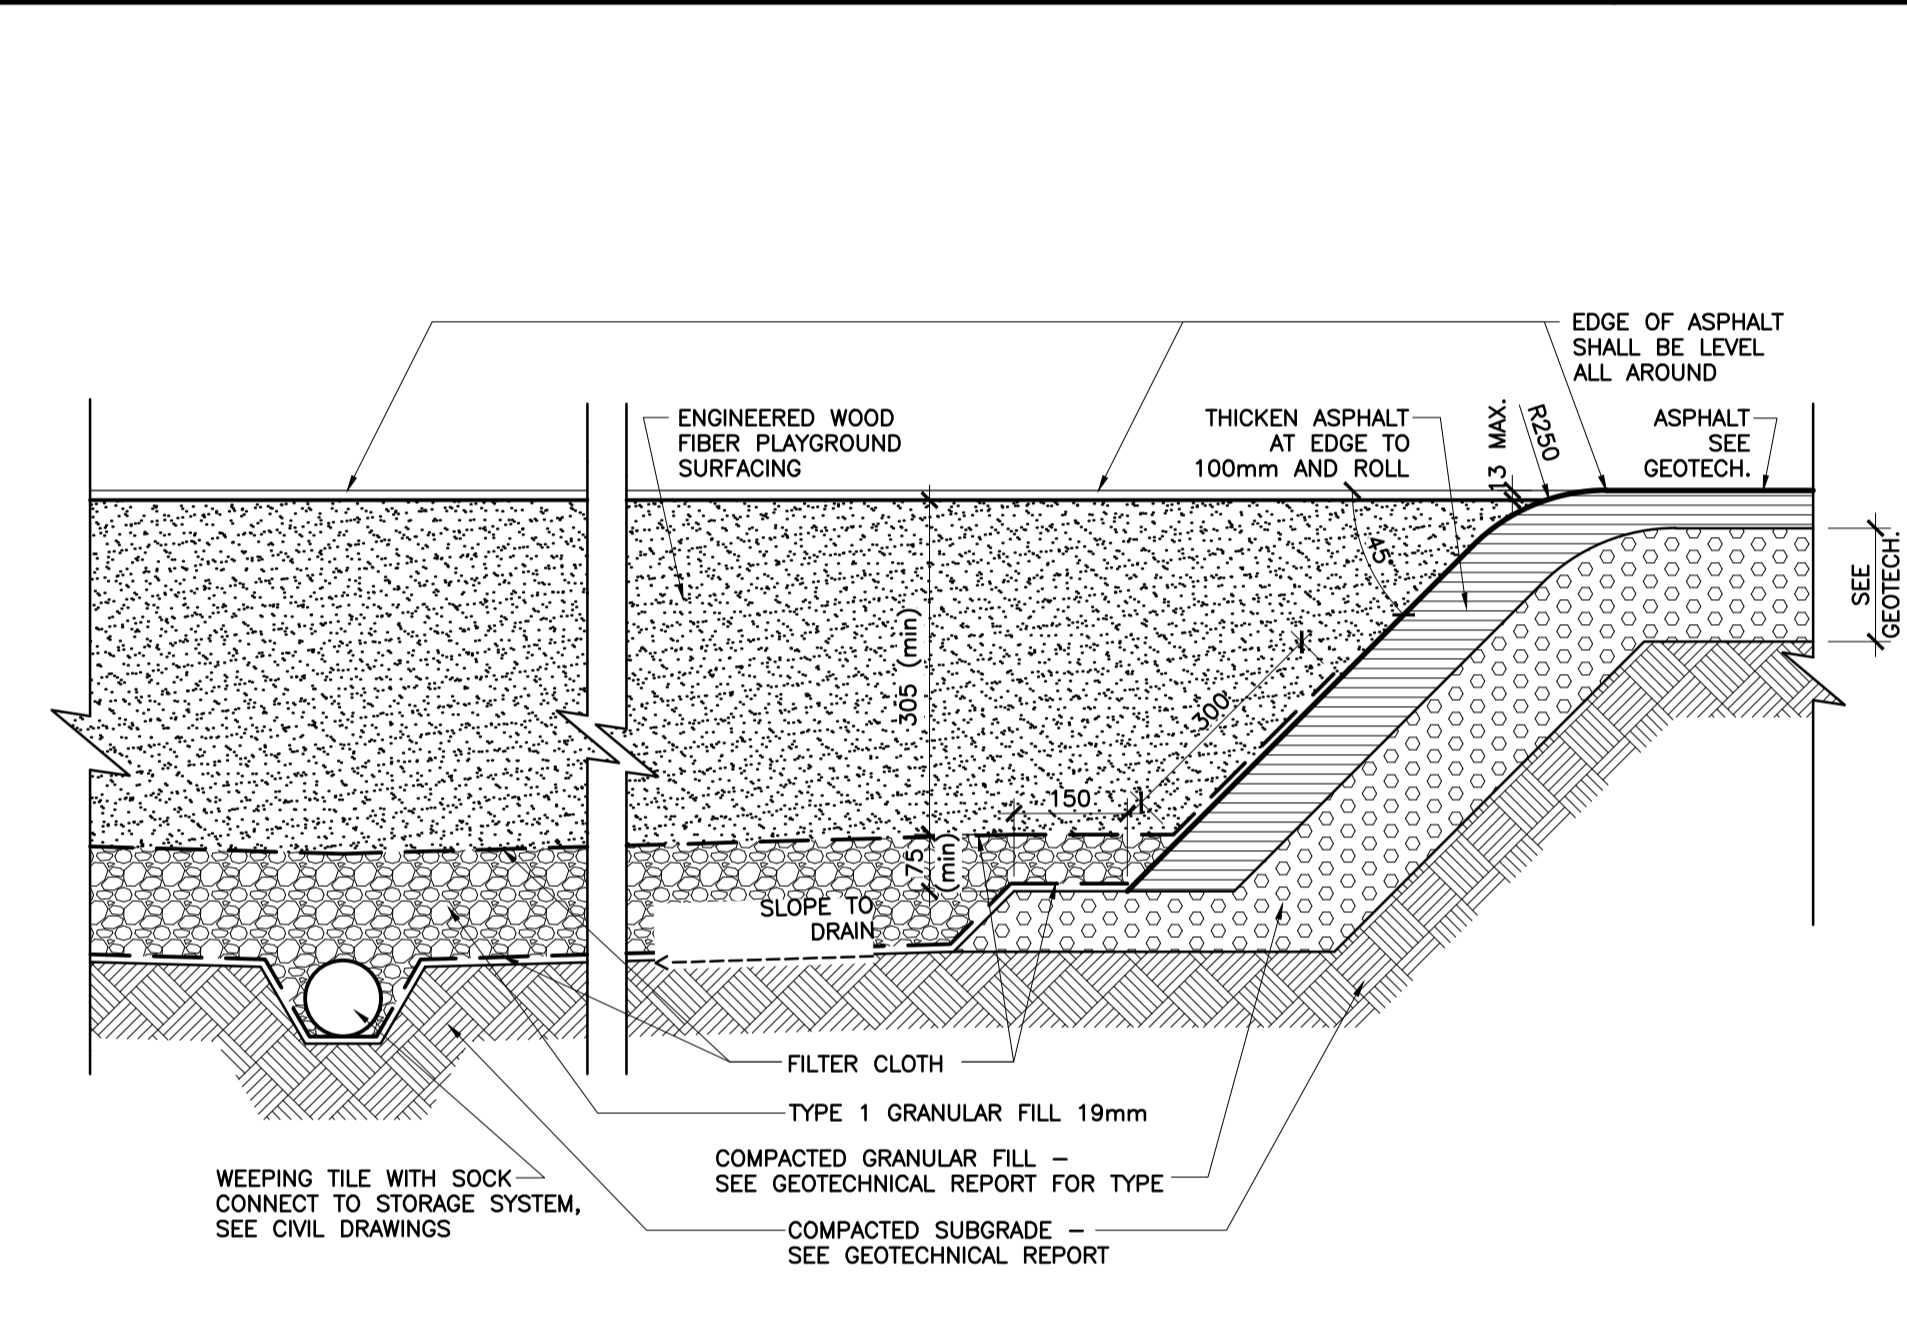 EDGE OF ASPHALT
SHALL BE LEVEL
ALL AROUND
ENGINEERED WOOD
FIBER PLAYGROUND
SURFACING
THICKEN ASPHALT
AT EDGE TO
100mm AND ROLL
13 MAX.
R250
ASPHALT
SEE
GEOTECH.
45
SEE
GEOTECH.
305 (min)
300
150
75
(min)
SLOPE TO
DRAIN
FILTER CLOTH
TYPE 1 GRANULAR FILL 19mm
COMPACTED GRANULAR FILL –
SEE GEOTECHNICAL REPORT FOR TYPE
WEEPING TILE WITH SOCK
CONNECT TO STORAGE SYSTEM,
SEE CIVIL DRAWINGS
COMPACTED SUBGRADE –
SEE GEOTECHNICAL REPORT